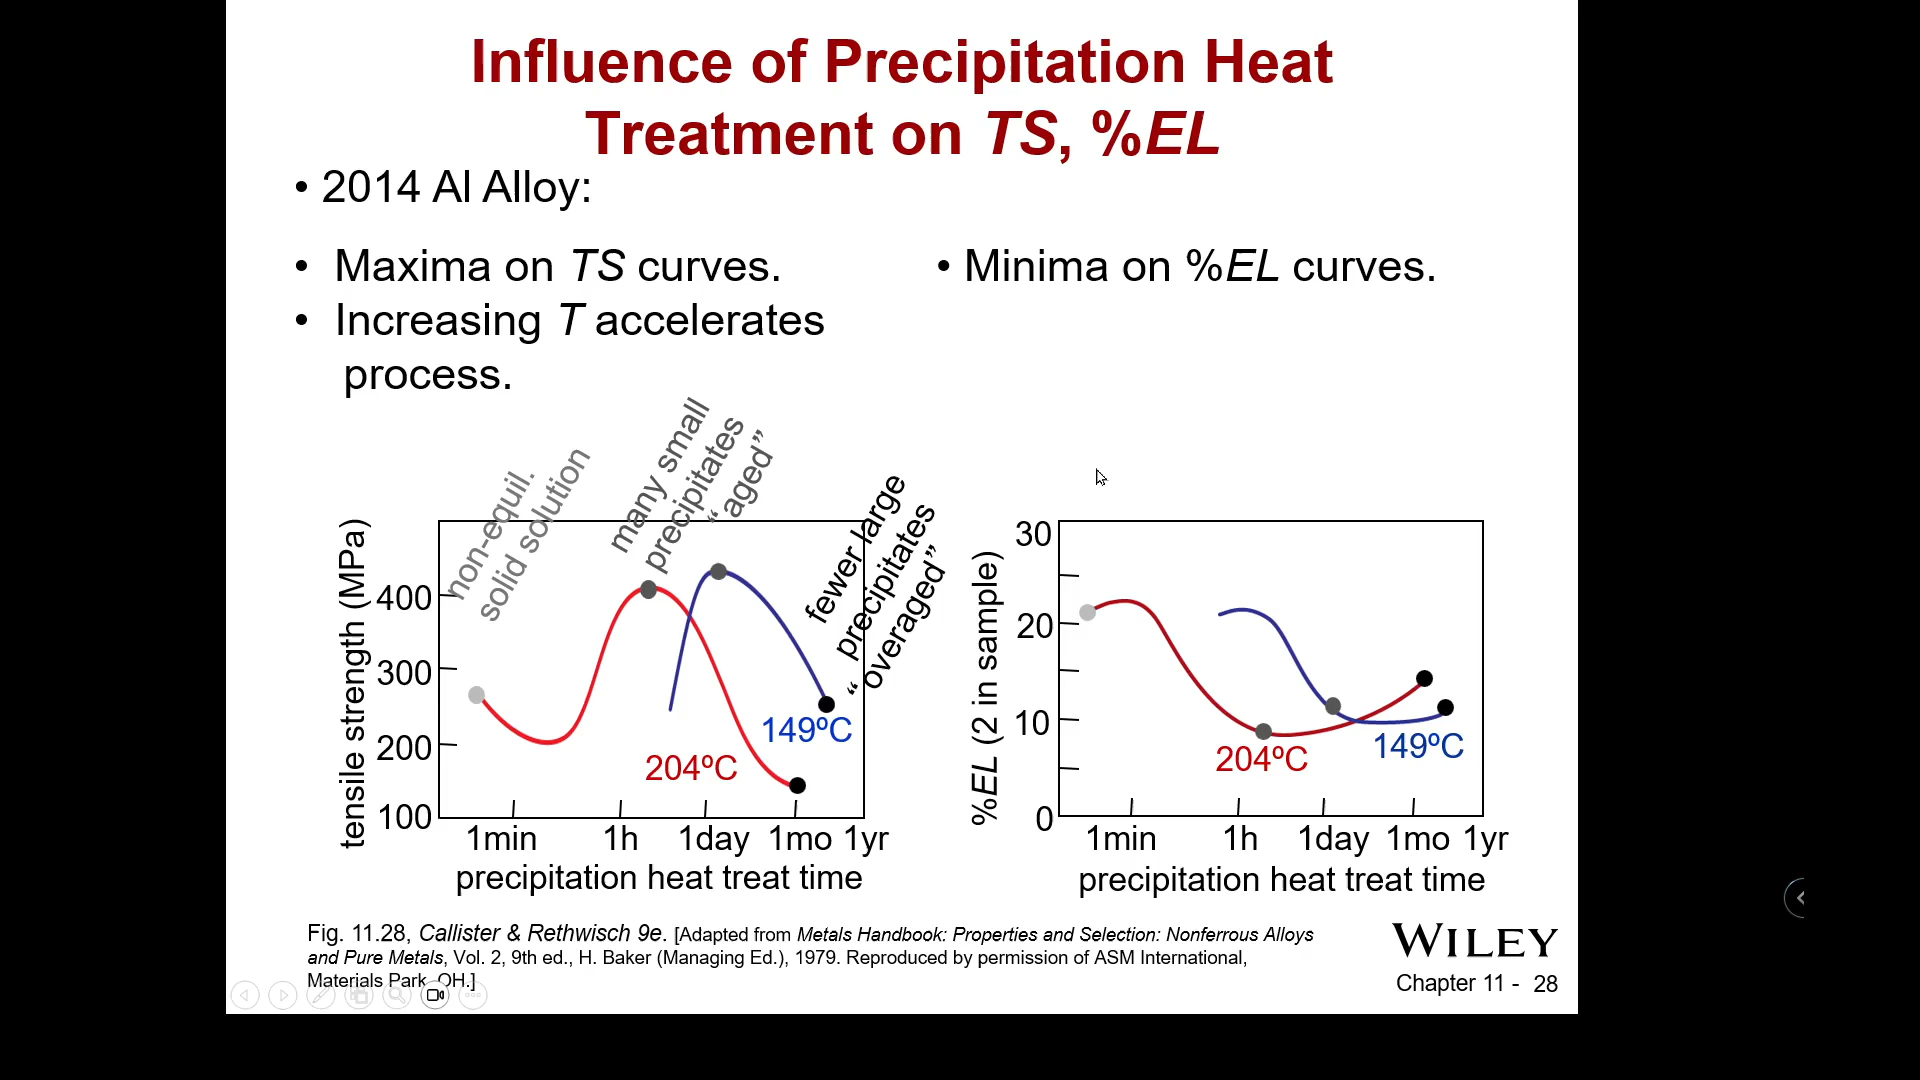 Influence of Precipitation Heat
Treatment on TS, %EL
• 2014 Al Alloy:
• Maxima on TS curves.
• Increasing T accelerates
process.
• Minima on %EL curves.
non-equil.
solid solution
many small
precipitates
“aged”
fewer large
precipitates
“overaged”
tensile strength (MPa)
400
300
200
100
149ºC
204ºC
1min 1h 1day 1mo 1yr
precipitation heat treat time
%EL (2 in sample)
30
20
10
0
204ºC
149ºC
1min 1h 1day 1mo 1yr
precipitation heat treat time
Fig. 11.28, Callister & Rethwisch 9e. [Adapted from Metals Handbook: Properties and Selection: Nonferrous Alloys
and Pure Metals, Vol. 2, 9th ed., H. Baker (Managing Ed.), 1979. Reproduced by permission of ASM International,
Materials Park, OH.]
WILEY
Chapter 11 - 28